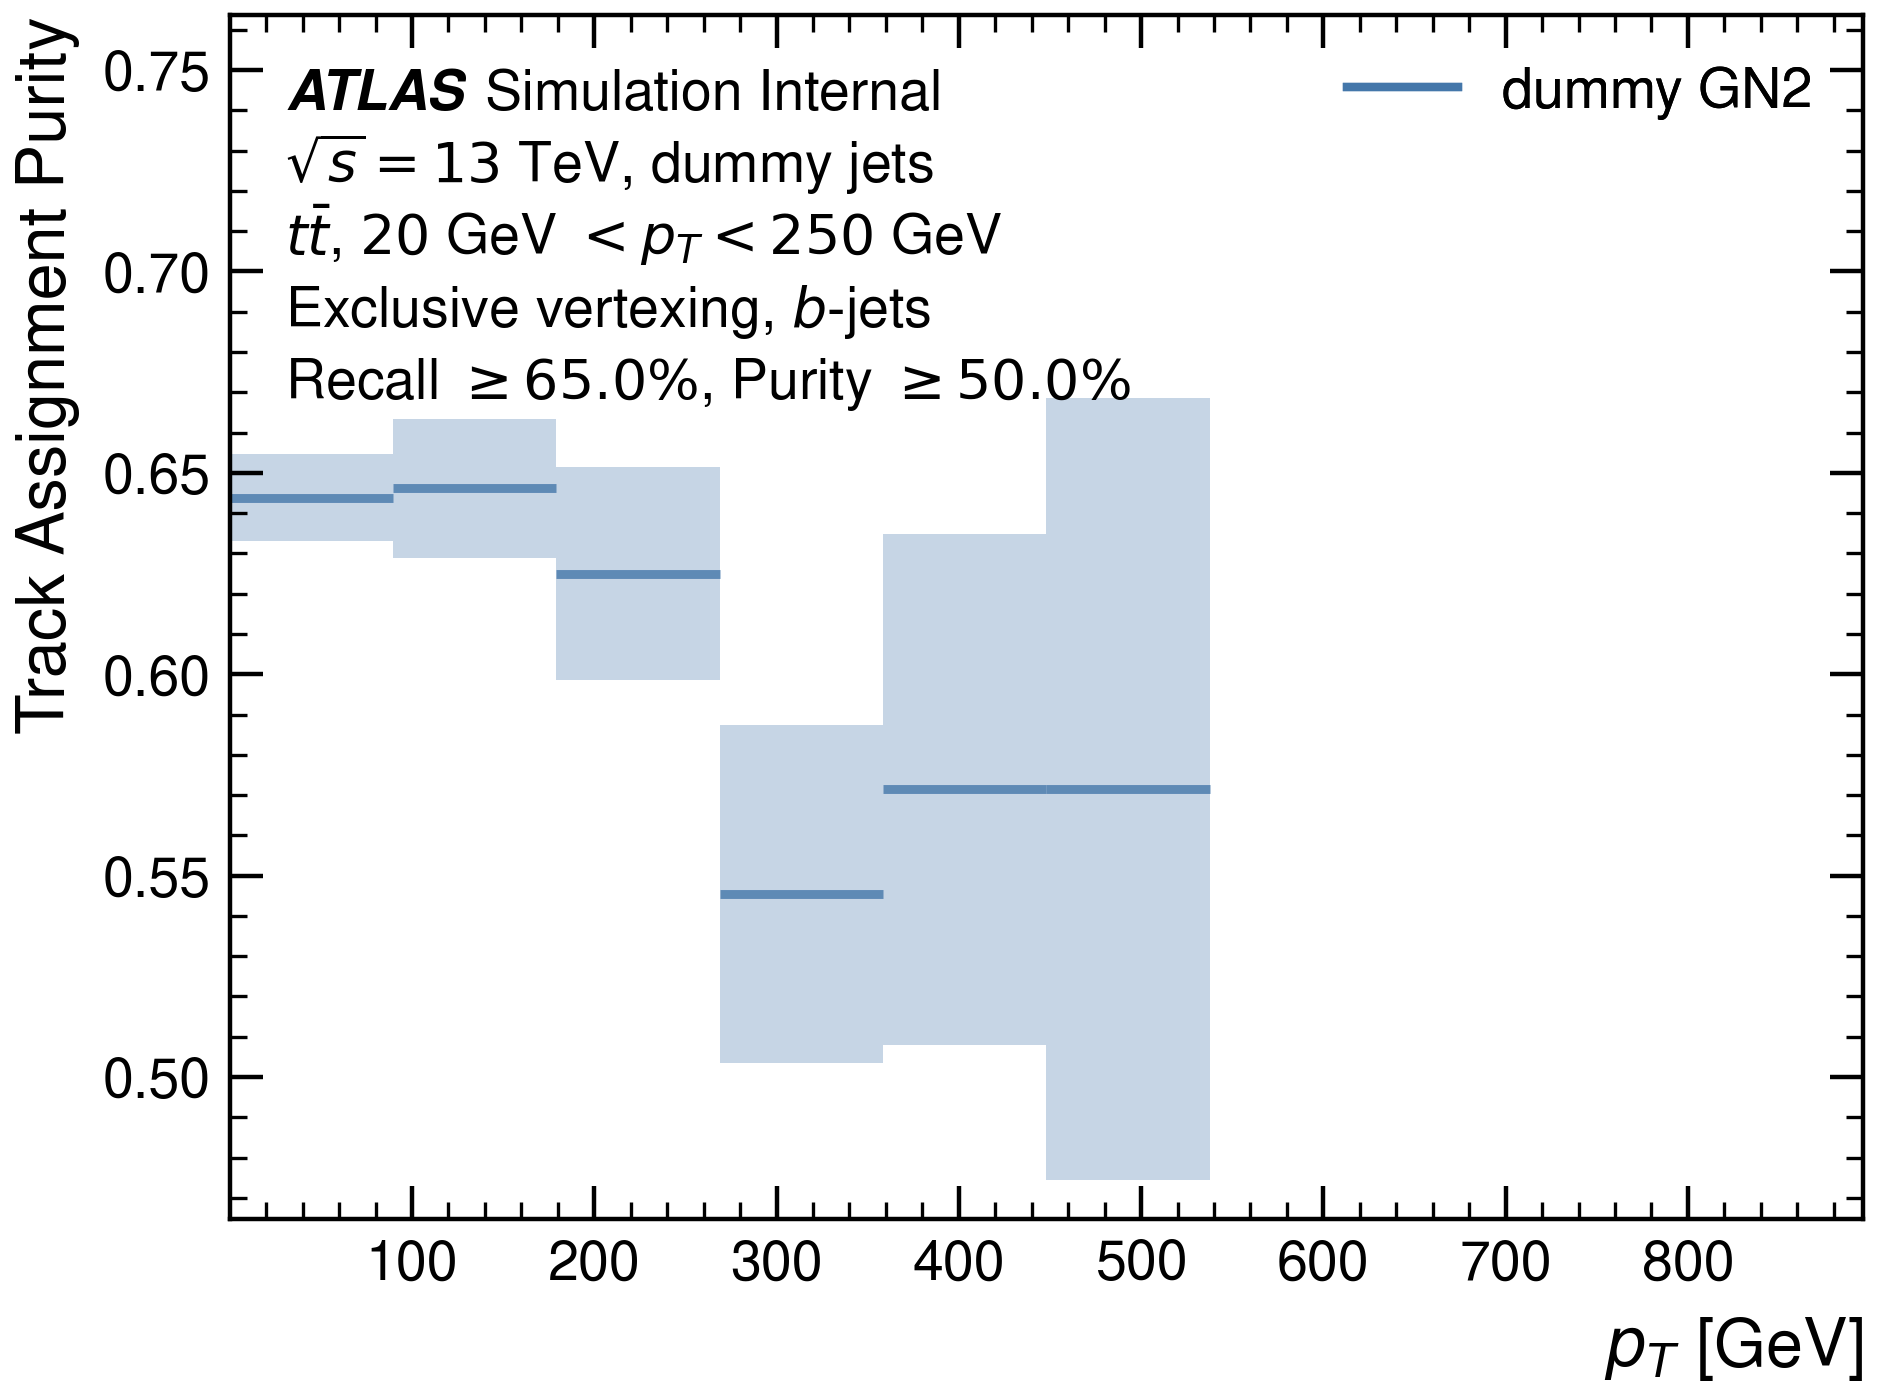 Track Assignment Purity
0.75
0.70
0.65
0.60
0.55
0.50
ATLAS Simulation Internal
√s = 13 TeV, dummy jets
tt̄, 20 GeV < p_T < 250 GeV
Exclusive vertexing, b-jets
Recall ≥ 65.0%, Purity ≥ 50.0%
dummy GN2
100 200 300 400 500 600 700 800
p_T [GeV]